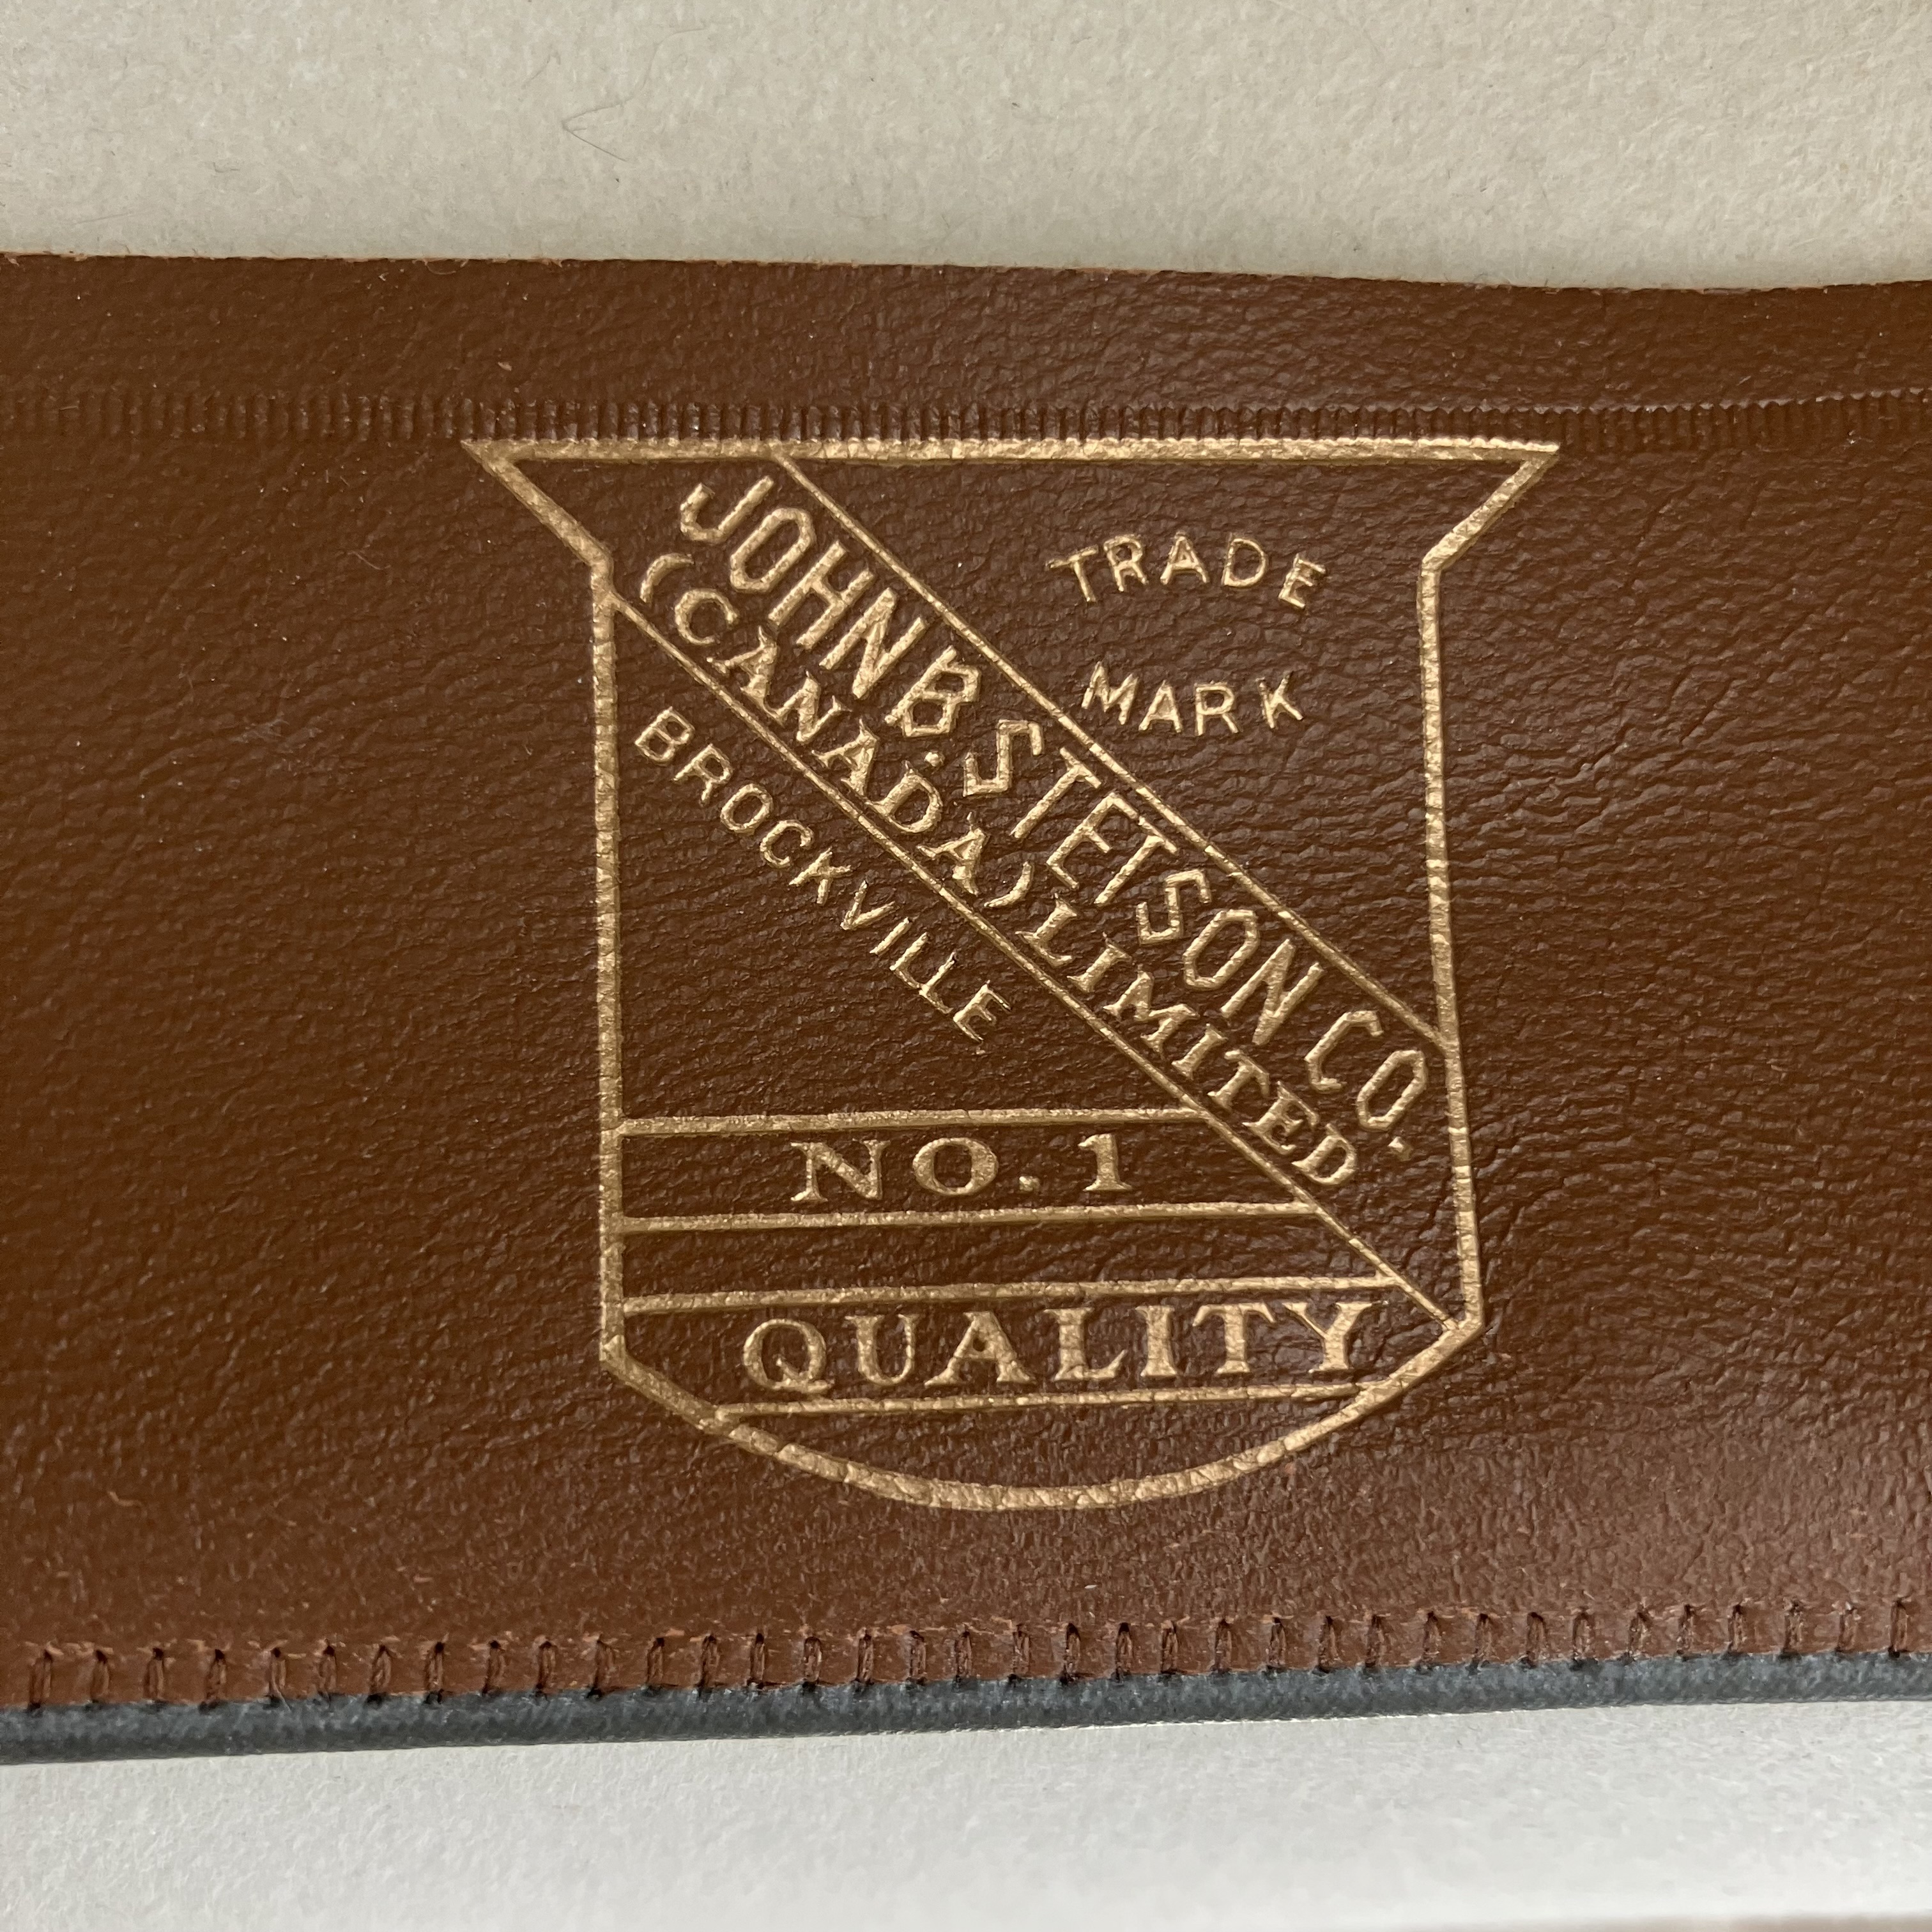 TRADE
MARK
JOHN B. STETSON CO.
(CANADA) LIMITED
BROCKVILLE
NO. 1
QUALITY